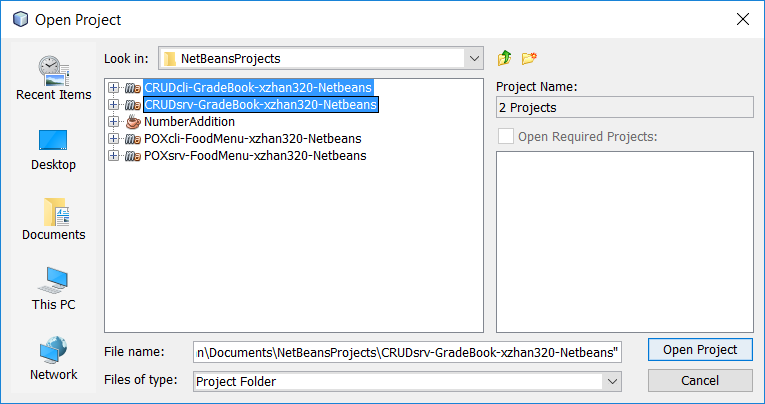 Open Project
Look in:
NetBeansProjects
Recent Items
Desktop
Documents
This PC
Network
CRUDcli-GradeBook-xzhan320-Netbeans
CRUDsrv-GradeBook-xzhan320-Netbeans
NumberAddition
POXcli-FoodMenu-xzhan320-Netbeans
POXsrv-FoodMenu-xzhan320-Netbeans
Project Name:
2 Projects
Open Required Projects:
File name:
n\Documents\NetBeansProjects\CRUDsrv-GradeBook-xzhan320-Netbeans"
Open Project
Files of type:
Project Folder
Cancel